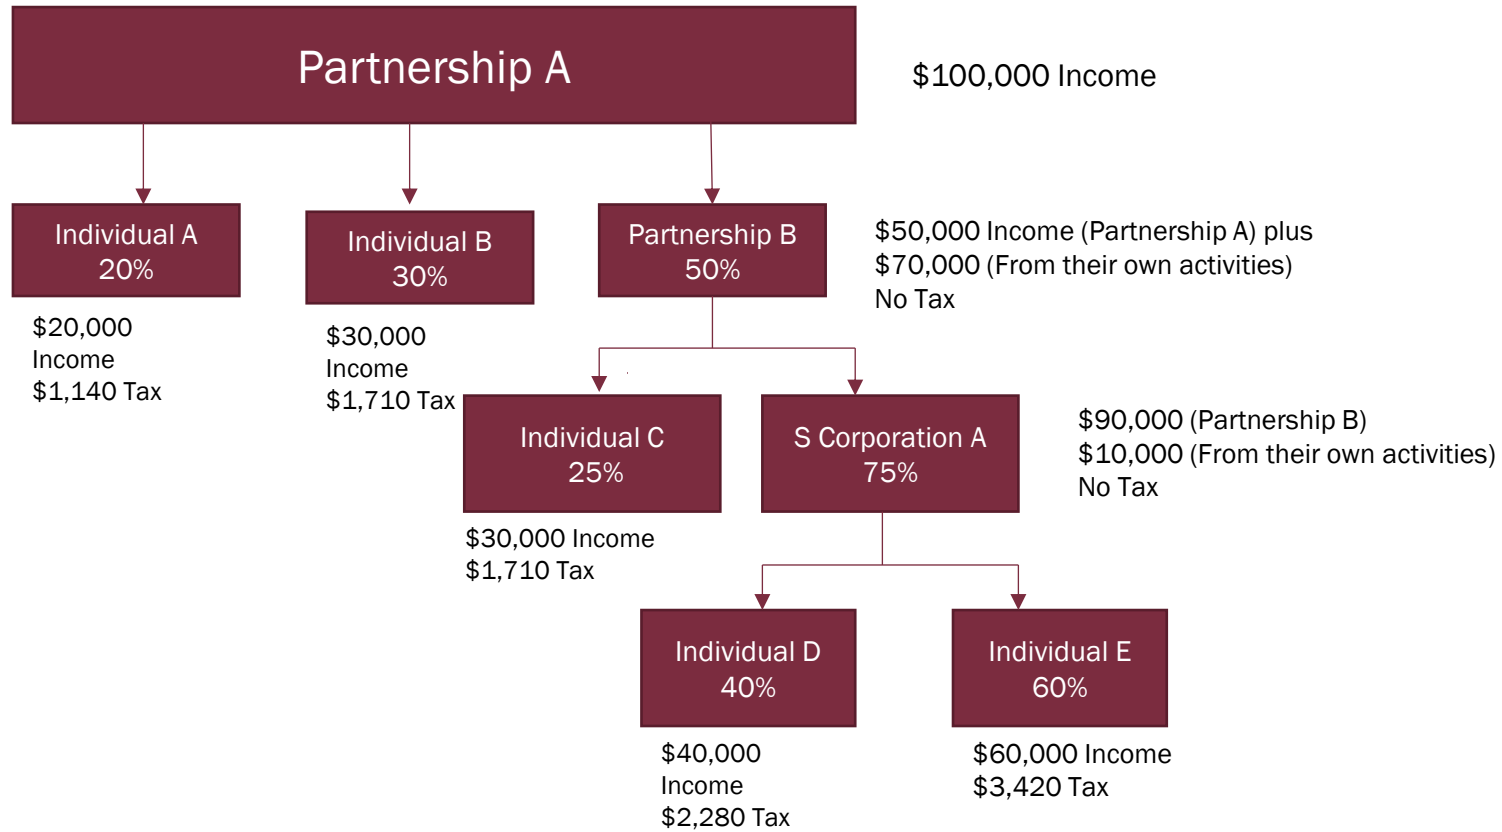 Partnership A
$100,000 Income
Individual A
20%
$20,000
Income
$1,140 Tax
Individual B
30%
$30,000
Income
$1,710 Tax
Partnership B
50%
$50,000 Income (Partnership A) plus
$70,000 (From their own activities)
No Tax
Individual C
25%
$30,000 Income
$1,710 Tax
S Corporation A
75%
$90,000 (Partnership B)
$10,000 (From their own activities)
No Tax
Individual D
40%
$40,000
Income
$2,280 Tax
Individual E
60%
$60,000 Income
$3,420 Tax